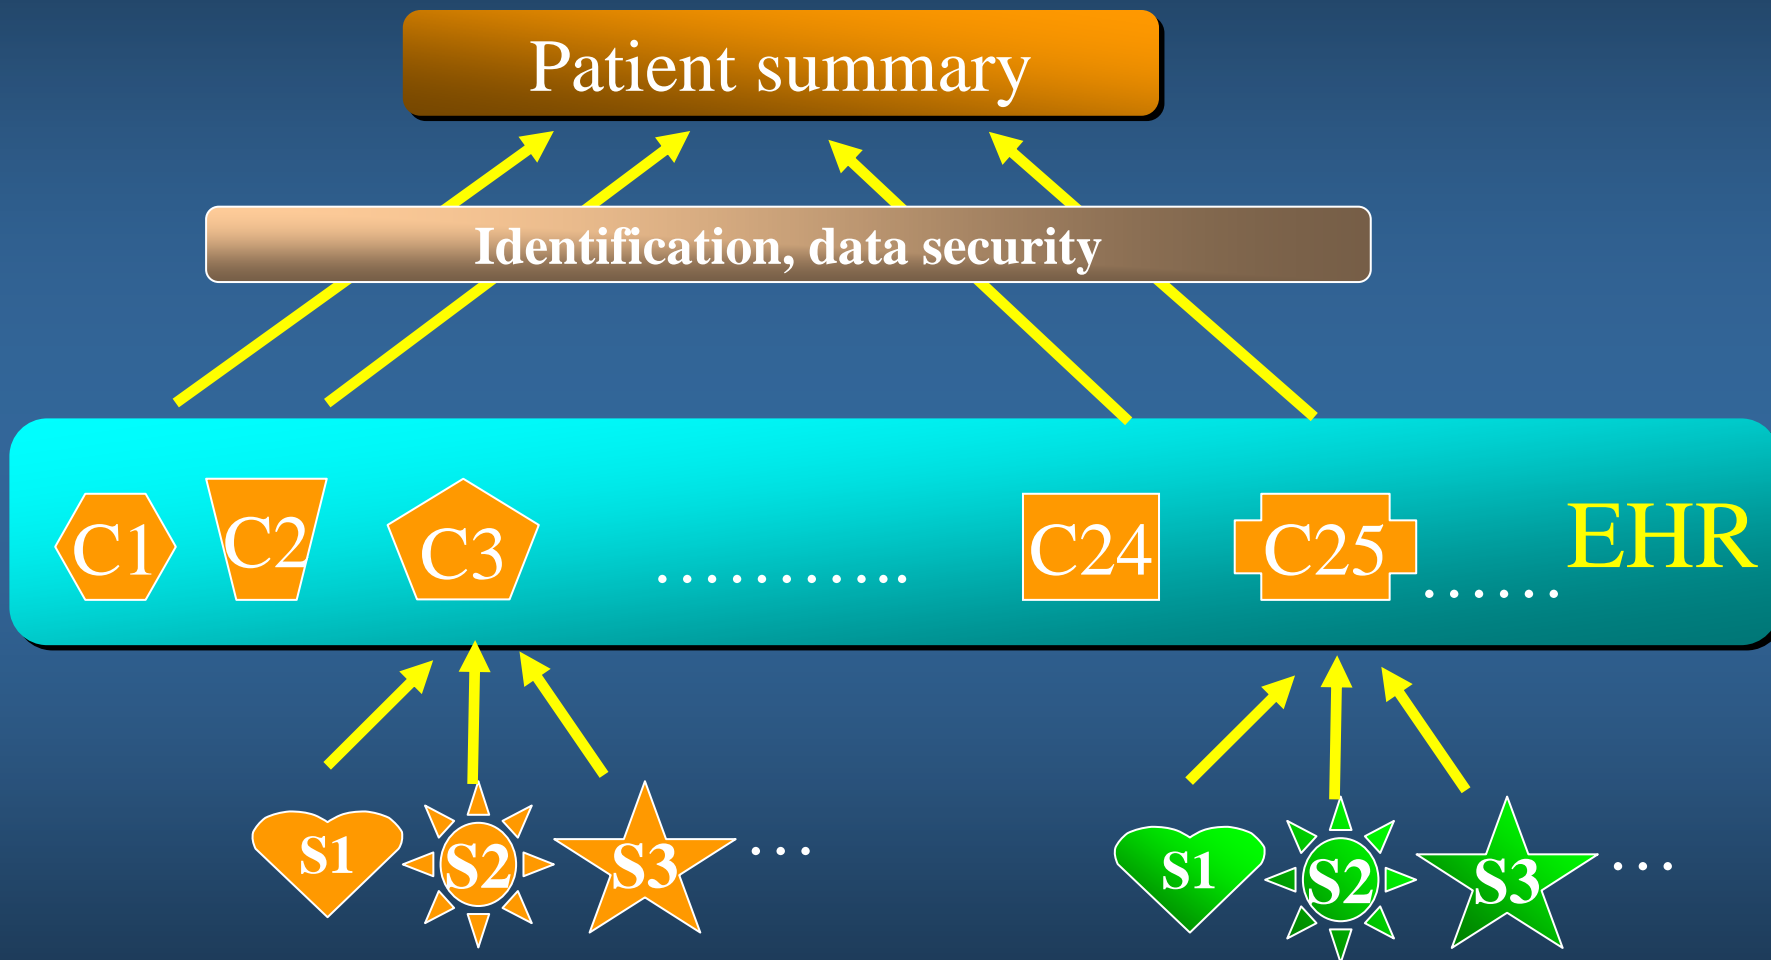 Patient summary
Identification, data security
C1 C2 C3 ........... C24 C25 ...... EHR
S1 S2 S3 ... S1 S2 S3 ...